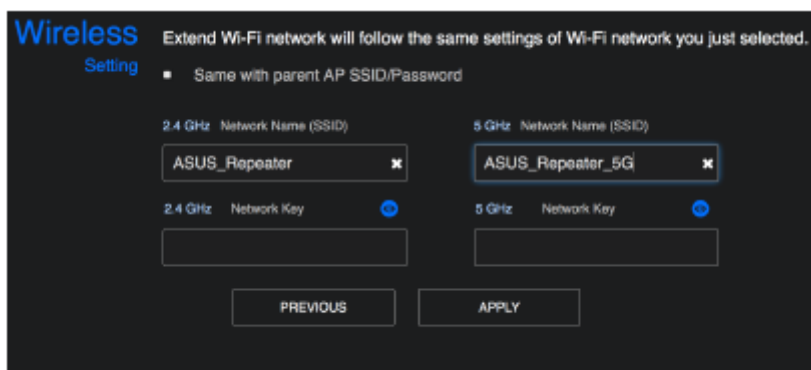 Wireless
Setting
Extend Wi-Fi network will follow the same settings of Wi-Fi network you just selected.
Same with parent AP SSID/Password
2.4 GHz Network Name (SSID)
5 GHz Network Name (SSID)
ASUS_Repeater
ASUS_Repeater_5G
2.4 GHz Network Key
5 GHz Network Key
PREVIOUS
APPLY